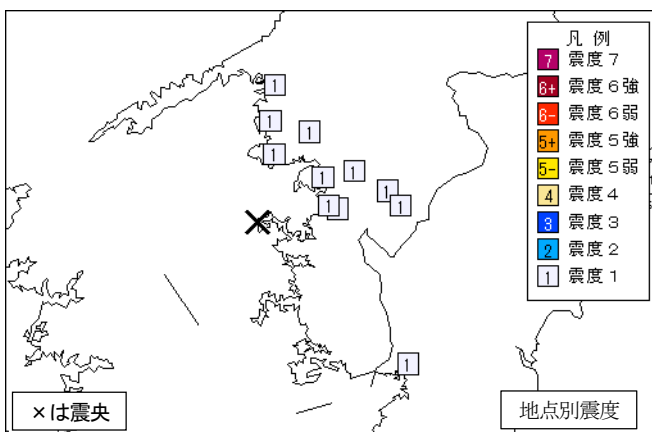 凡 例
7 震度７
6+ 震度６強
6- 震度６弱
5+ 震度５強
5- 震度５弱
4 震度４
3 震度３
2 震度２
1 震度１
1
1
1
1
1
1
1
1
1
1
×は震央
地点別震度